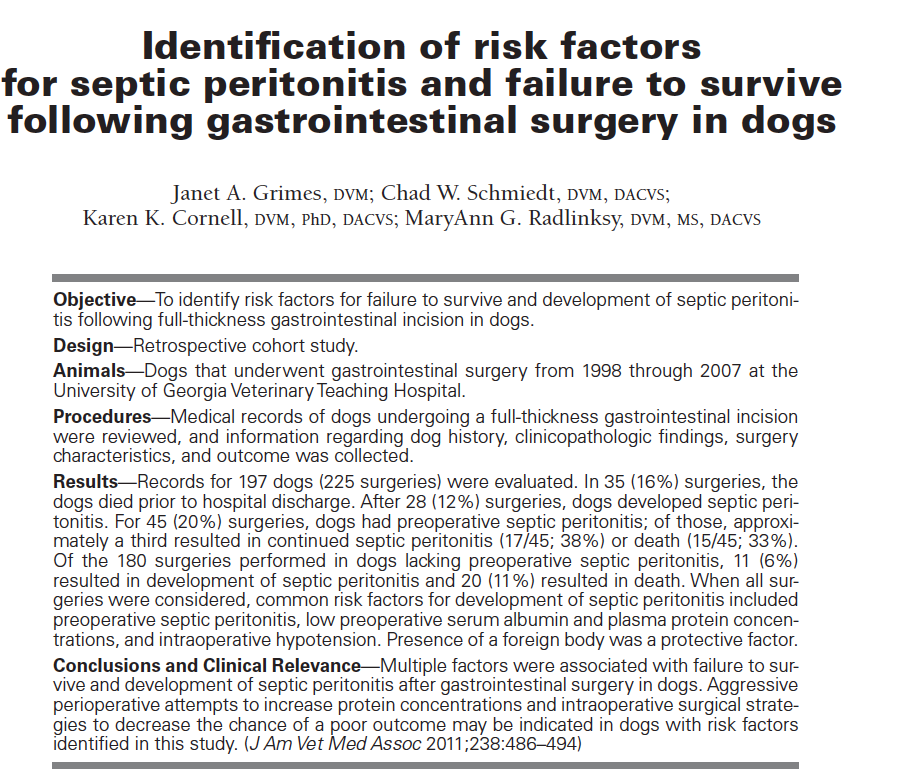 Identification of risk factors
for septic peritonitis and failure to survive
following gastrointestinal surgery in dogs
Janet A. Grimes, DVM; Chad W. Schmiedt, DVM, DACVS;
Karen K. Cornell, DVM, PhD, DACVS; MaryAnn G. Radlinksy, DVM, MS, DACVS
Objective—To identify risk factors for failure to survive and development of septic peritoni-
tis following full-thickness gastrointestinal incision in dogs.
Design—Retrospective cohort study.
Animals—Dogs that underwent gastrointestinal surgery from 1998 through 2007 at the
University of Georgia Veterinary Teaching Hospital.
Procedures—Medical records of dogs undergoing a full-thickness gastrointestinal incision
were reviewed, and information regarding dog history, clinicopathologic findings, surgery
characteristics, and outcome was collected.
Results—Records for 197 dogs (225 surgeries) were evaluated. In 35 (16%) surgeries, the
dogs died prior to hospital discharge. After 28 (12%) surgeries, dogs developed septic peri-
tonitis. For 45 (20%) surgeries, dogs had preoperative septic peritonitis; of those, approxi-
mately a third resulted in continued septic peritonitis (17/45; 38%) or death (15/45; 33%).
Of the 180 surgeries performed in dogs lacking preoperative septic peritonitis, 11 (6%)
resulted in development of septic peritonitis and 20 (11%) resulted in death. When all sur-
geries were considered, common risk factors for development of septic peritonitis included
preoperative septic peritonitis, low preoperative serum albumin and plasma protein concen-
trations, and intraoperative hypotension. Presence of a foreign body was a protective factor.
Conclusions and Clinical Relevance—Multiple factors were associated with failure to sur-
vive and development of septic peritonitis after gastrointestinal surgery in dogs. Aggressive
perioperative attempts to increase protein concentrations and intraoperative surgical strate-
gies to decrease the chance of a poor outcome may be indicated in dogs with risk factors
identified in this study. (J Am Vet Med Assoc 2011;238:486–494)